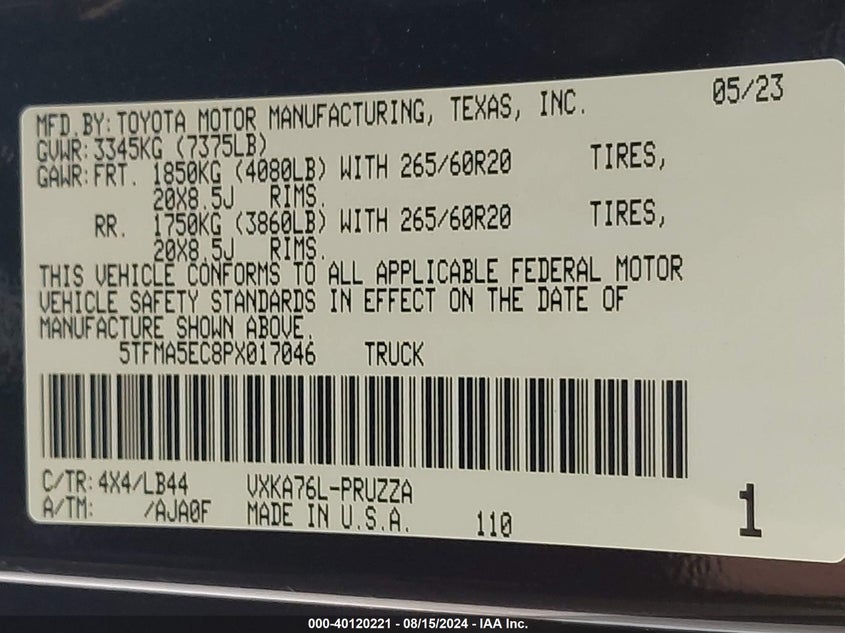 05/23
MFD.BY:TOYOTA MOTOR MANUFACTURING, TEXAS, INC.
GVWR:3345KG (7375LB)
GAWR:FRT. 1850KG (4080LB) WITH 265/60R20 TIRES,
20X8.5J RIMS.
RR. 1750KG (3860LB) WITH 265/60R20 TIRES,
20X8.5J RIMS.
THIS VEHICLE CONFORMS TO ALL APPLICABLE FEDERAL MOTOR
VEHICLE SAFETY STANDARDS IN EFFECT ON THE DATE OF
MANUFACTURE SHOWN ABOVE.
5TFMA5EC8PX017046 TRUCK
C/TR:4X4/LB44 VXKA76L-PRUZZA
A/TM: /AJA0F MADE IN U.S.A. 110
1
000-40120221 - 08/15/2024 - IAA Inc.